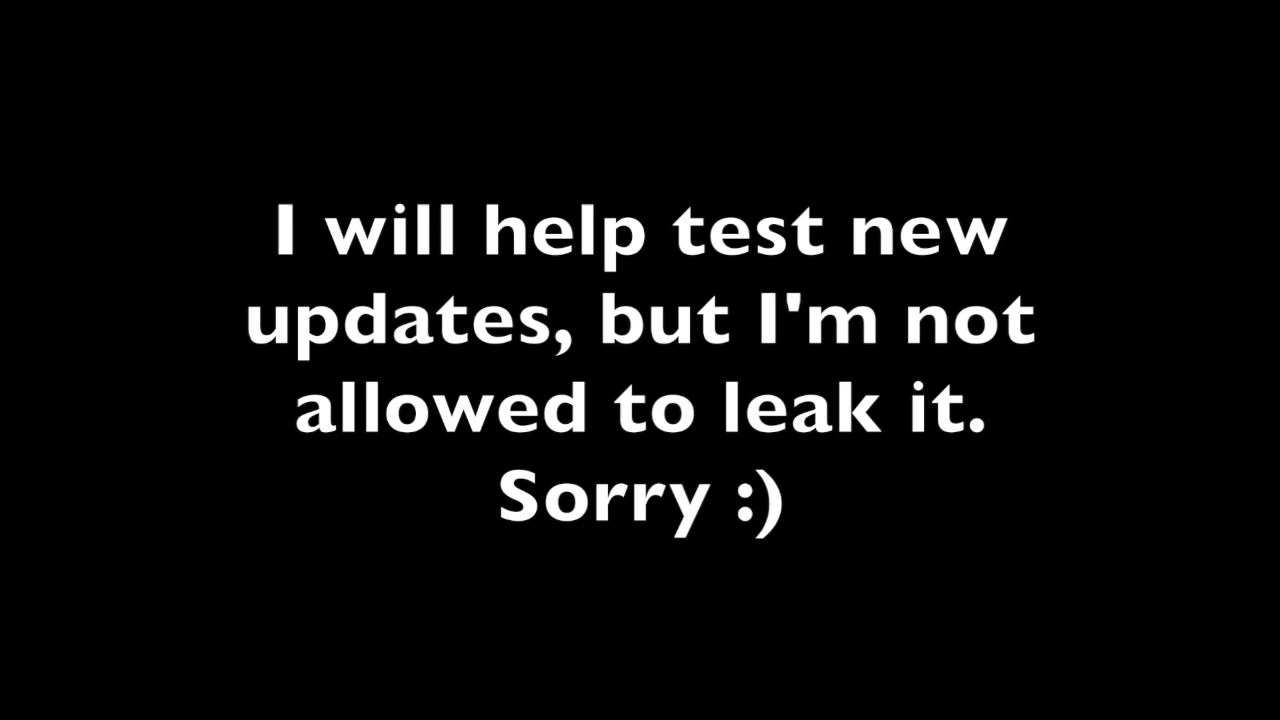 I will help test new
updates, but I'm not
allowed to leak it.
Sorry :)